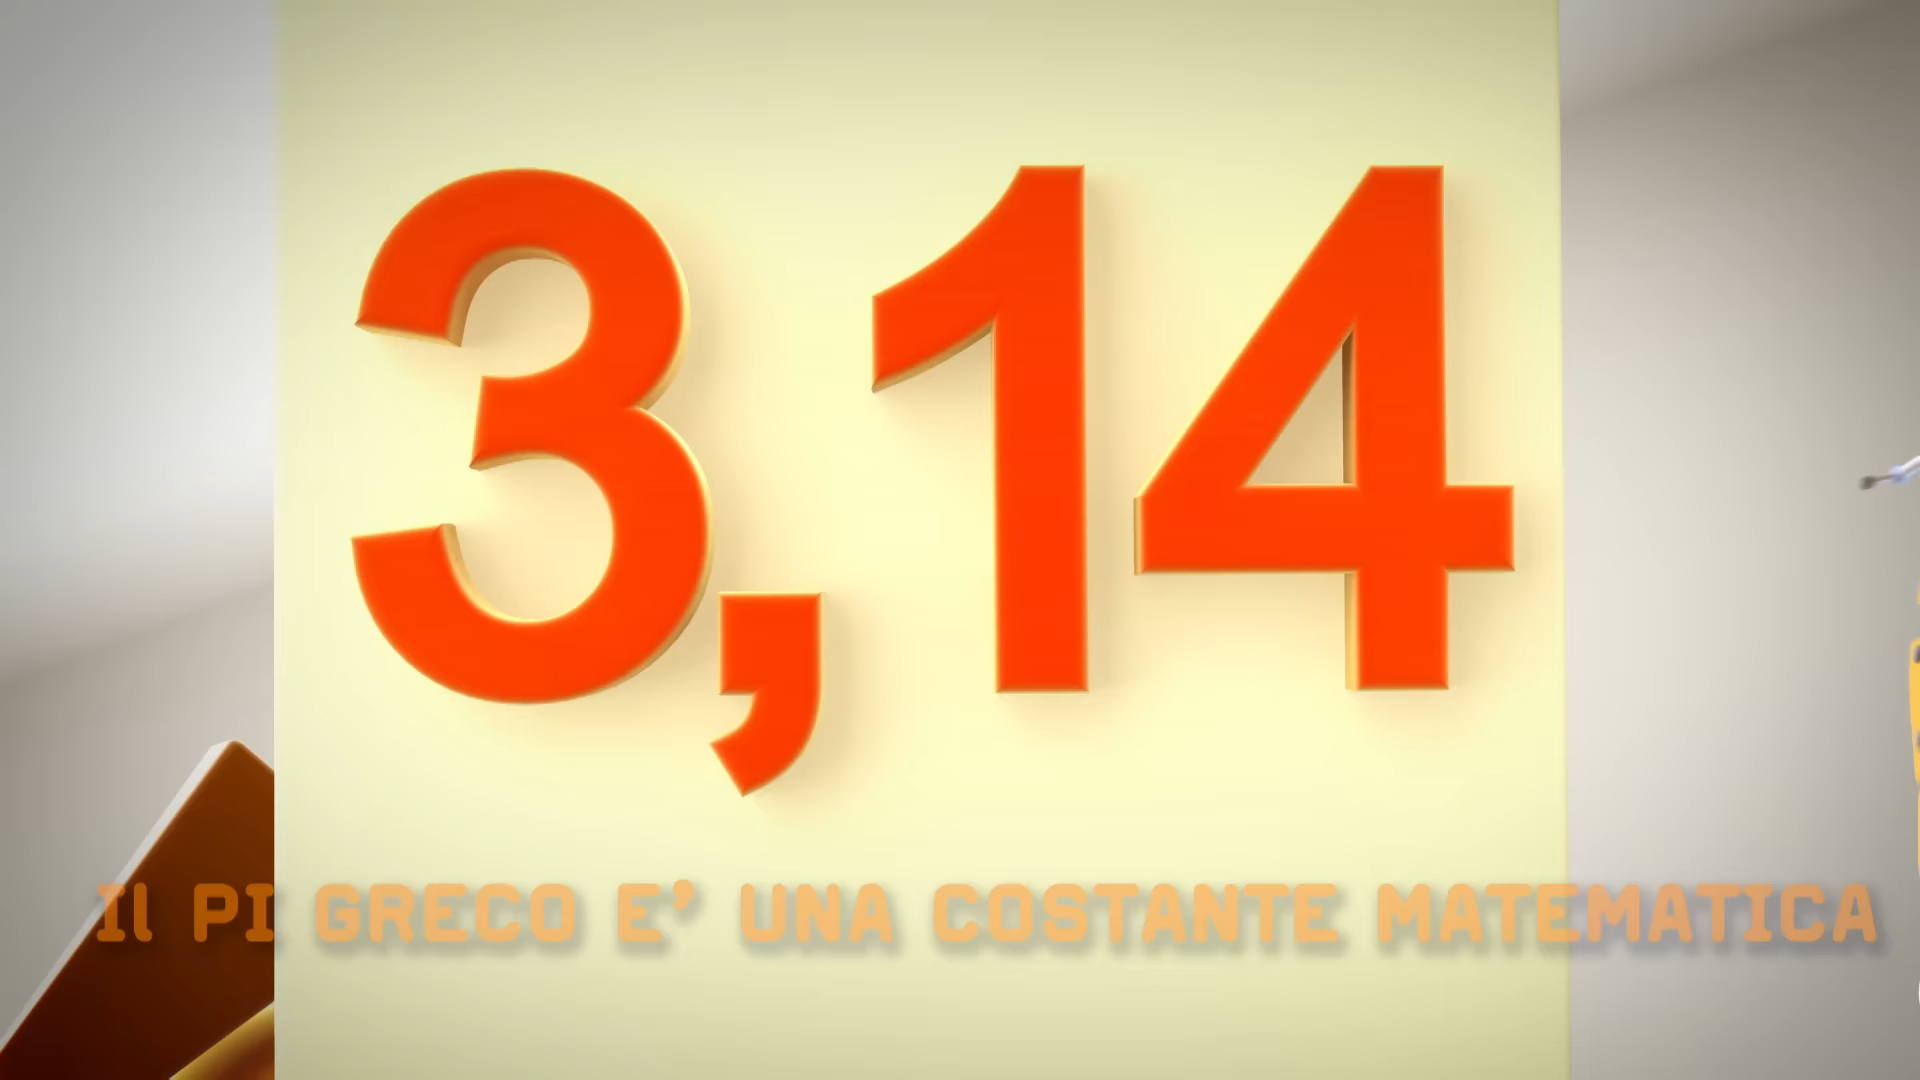 3,14
Il PI GRECO E' UNA COSTANTE MATEMATICA